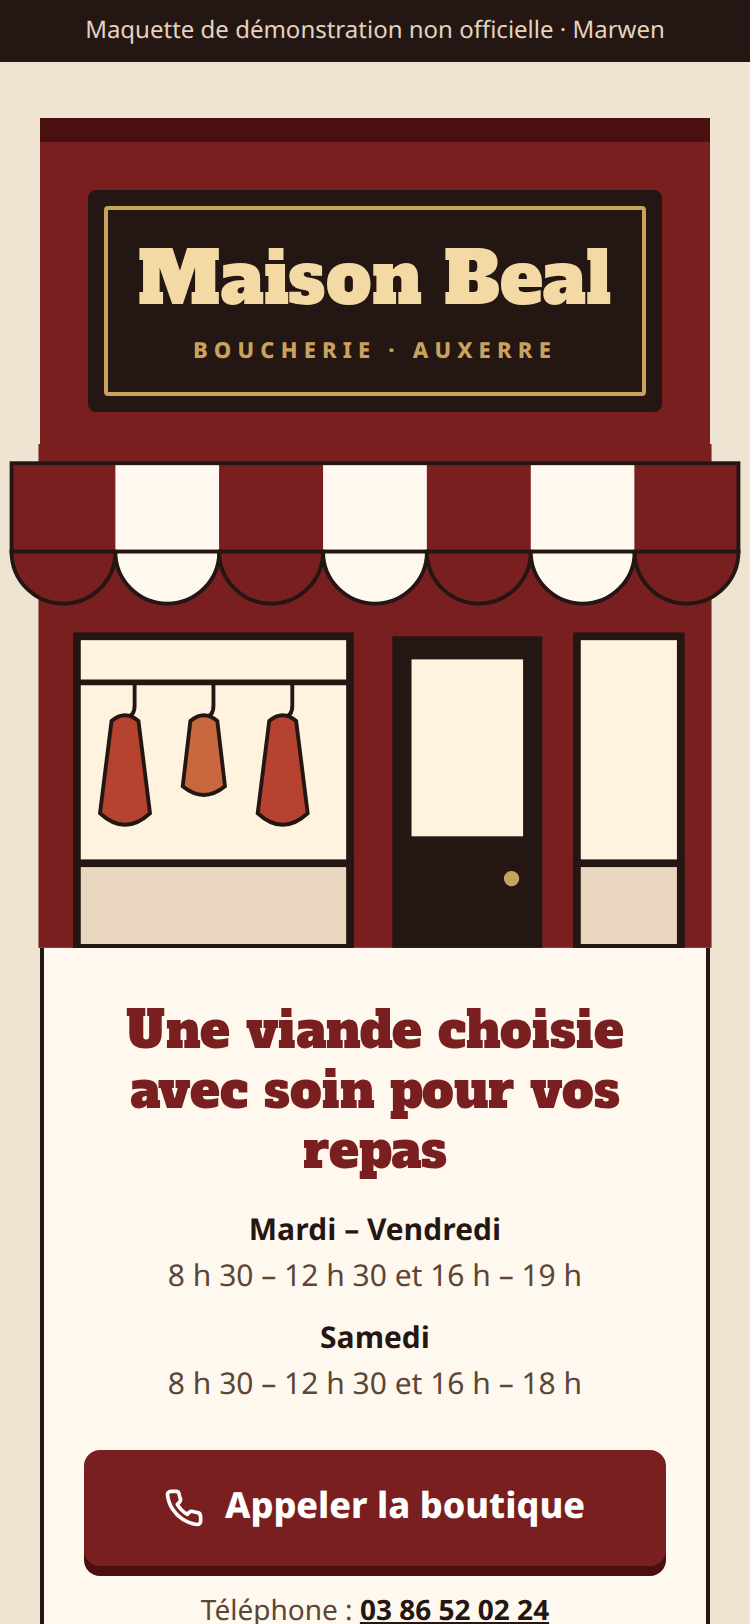 Maquette de démonstration non officielle · Marwen
Maison Beal
BOUCHERIE · AUXERRE
Une viande choisie
avec soin pour vos
repas
Mardi – Vendredi
8 h 30 – 12 h 30 et 16 h – 19 h
Samedi
8 h 30 – 12 h 30 et 16 h – 18 h
Appeler la boutique
Téléphone : 03 86 52 02 24